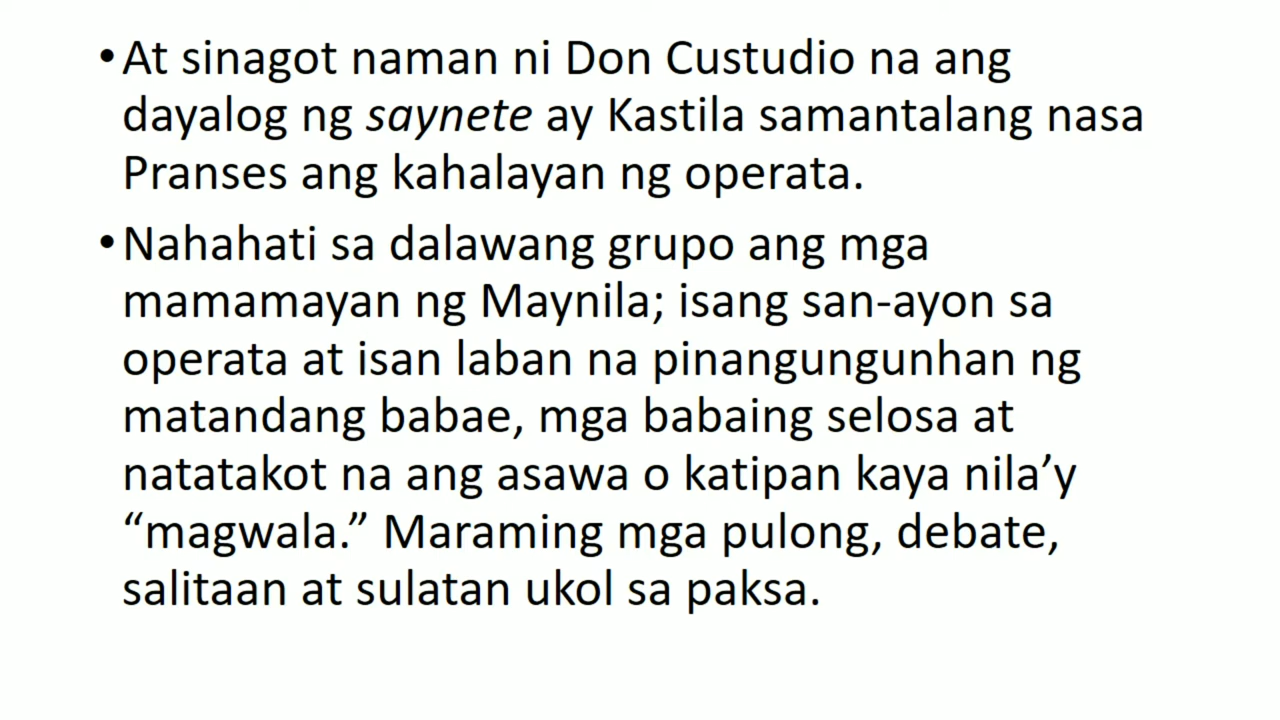 •At sinagot naman ni Don Custudio na ang
dayalog ng saynete ay Kastila samantalang nasa
Pranses ang kahalayan ng operata.
•Nahahati sa dalawang grupo ang mga
mamamayan ng Maynila; isang san-ayon sa
operata at isan laban na pinangungunhan ng
matandang babae, mga babaing selosa at
natatakot na ang asawa o katipan kaya nila’y
“magwala.” Maraming mga pulong, debate,
salitaan at sulatan ukol sa paksa.